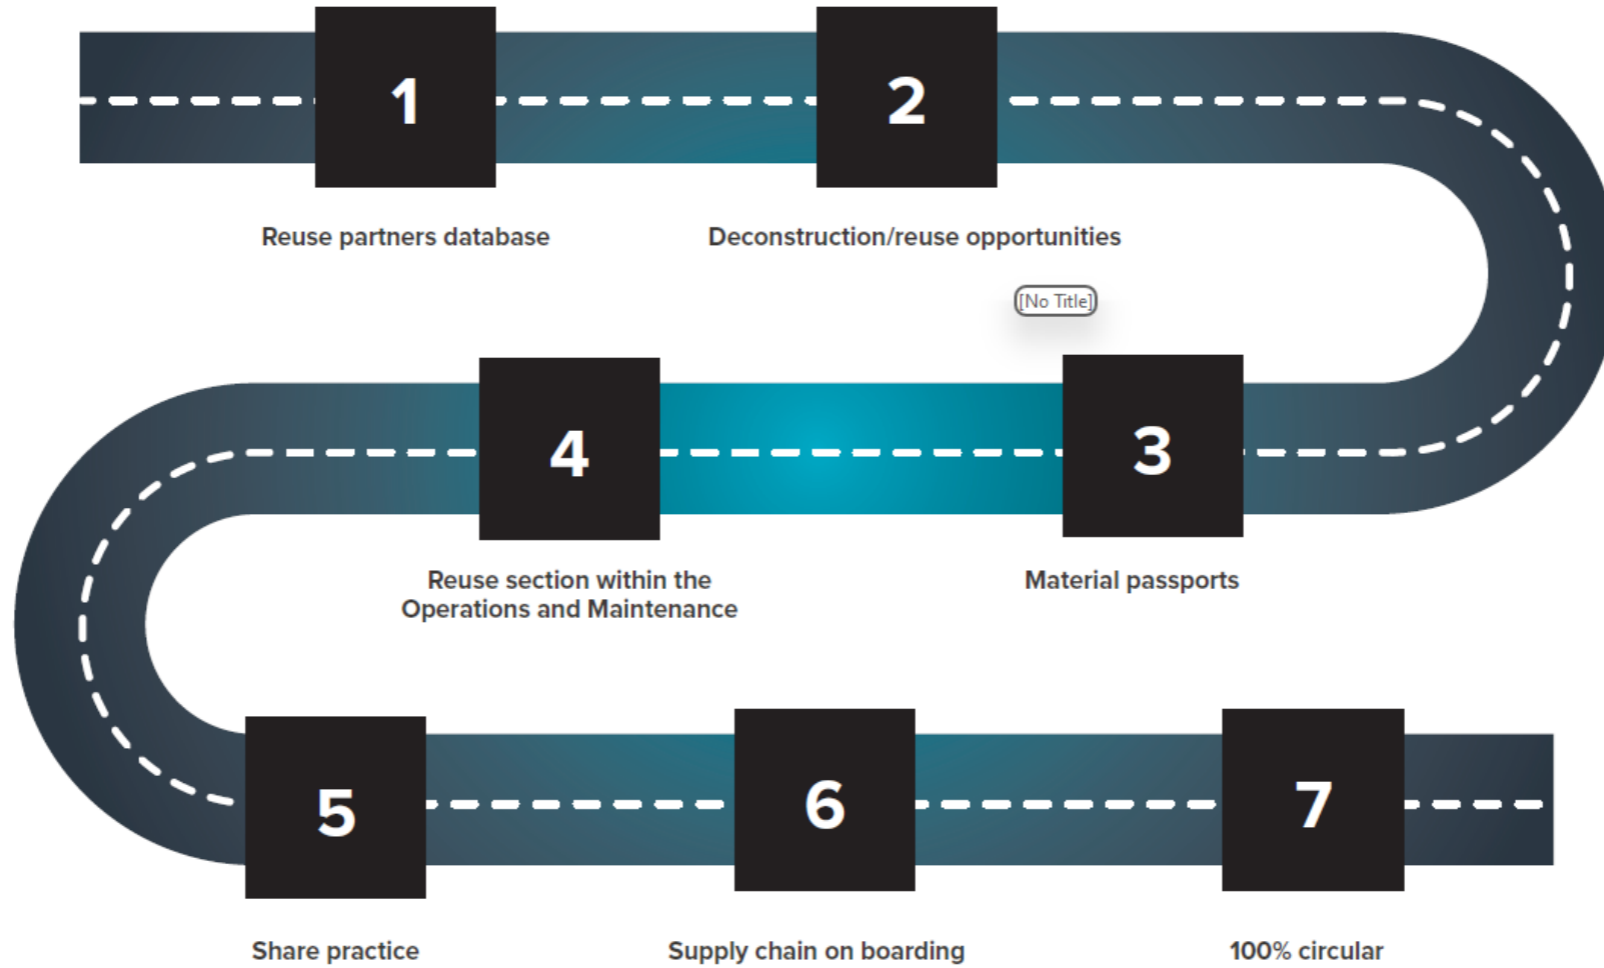 1
2
Reuse partners database
Deconstruction/reuse opportunities
[No Title]
3
Material passports
4
Reuse section within the
Operations and Maintenance
5
Share practice
6
Supply chain on boarding
7
100% circular